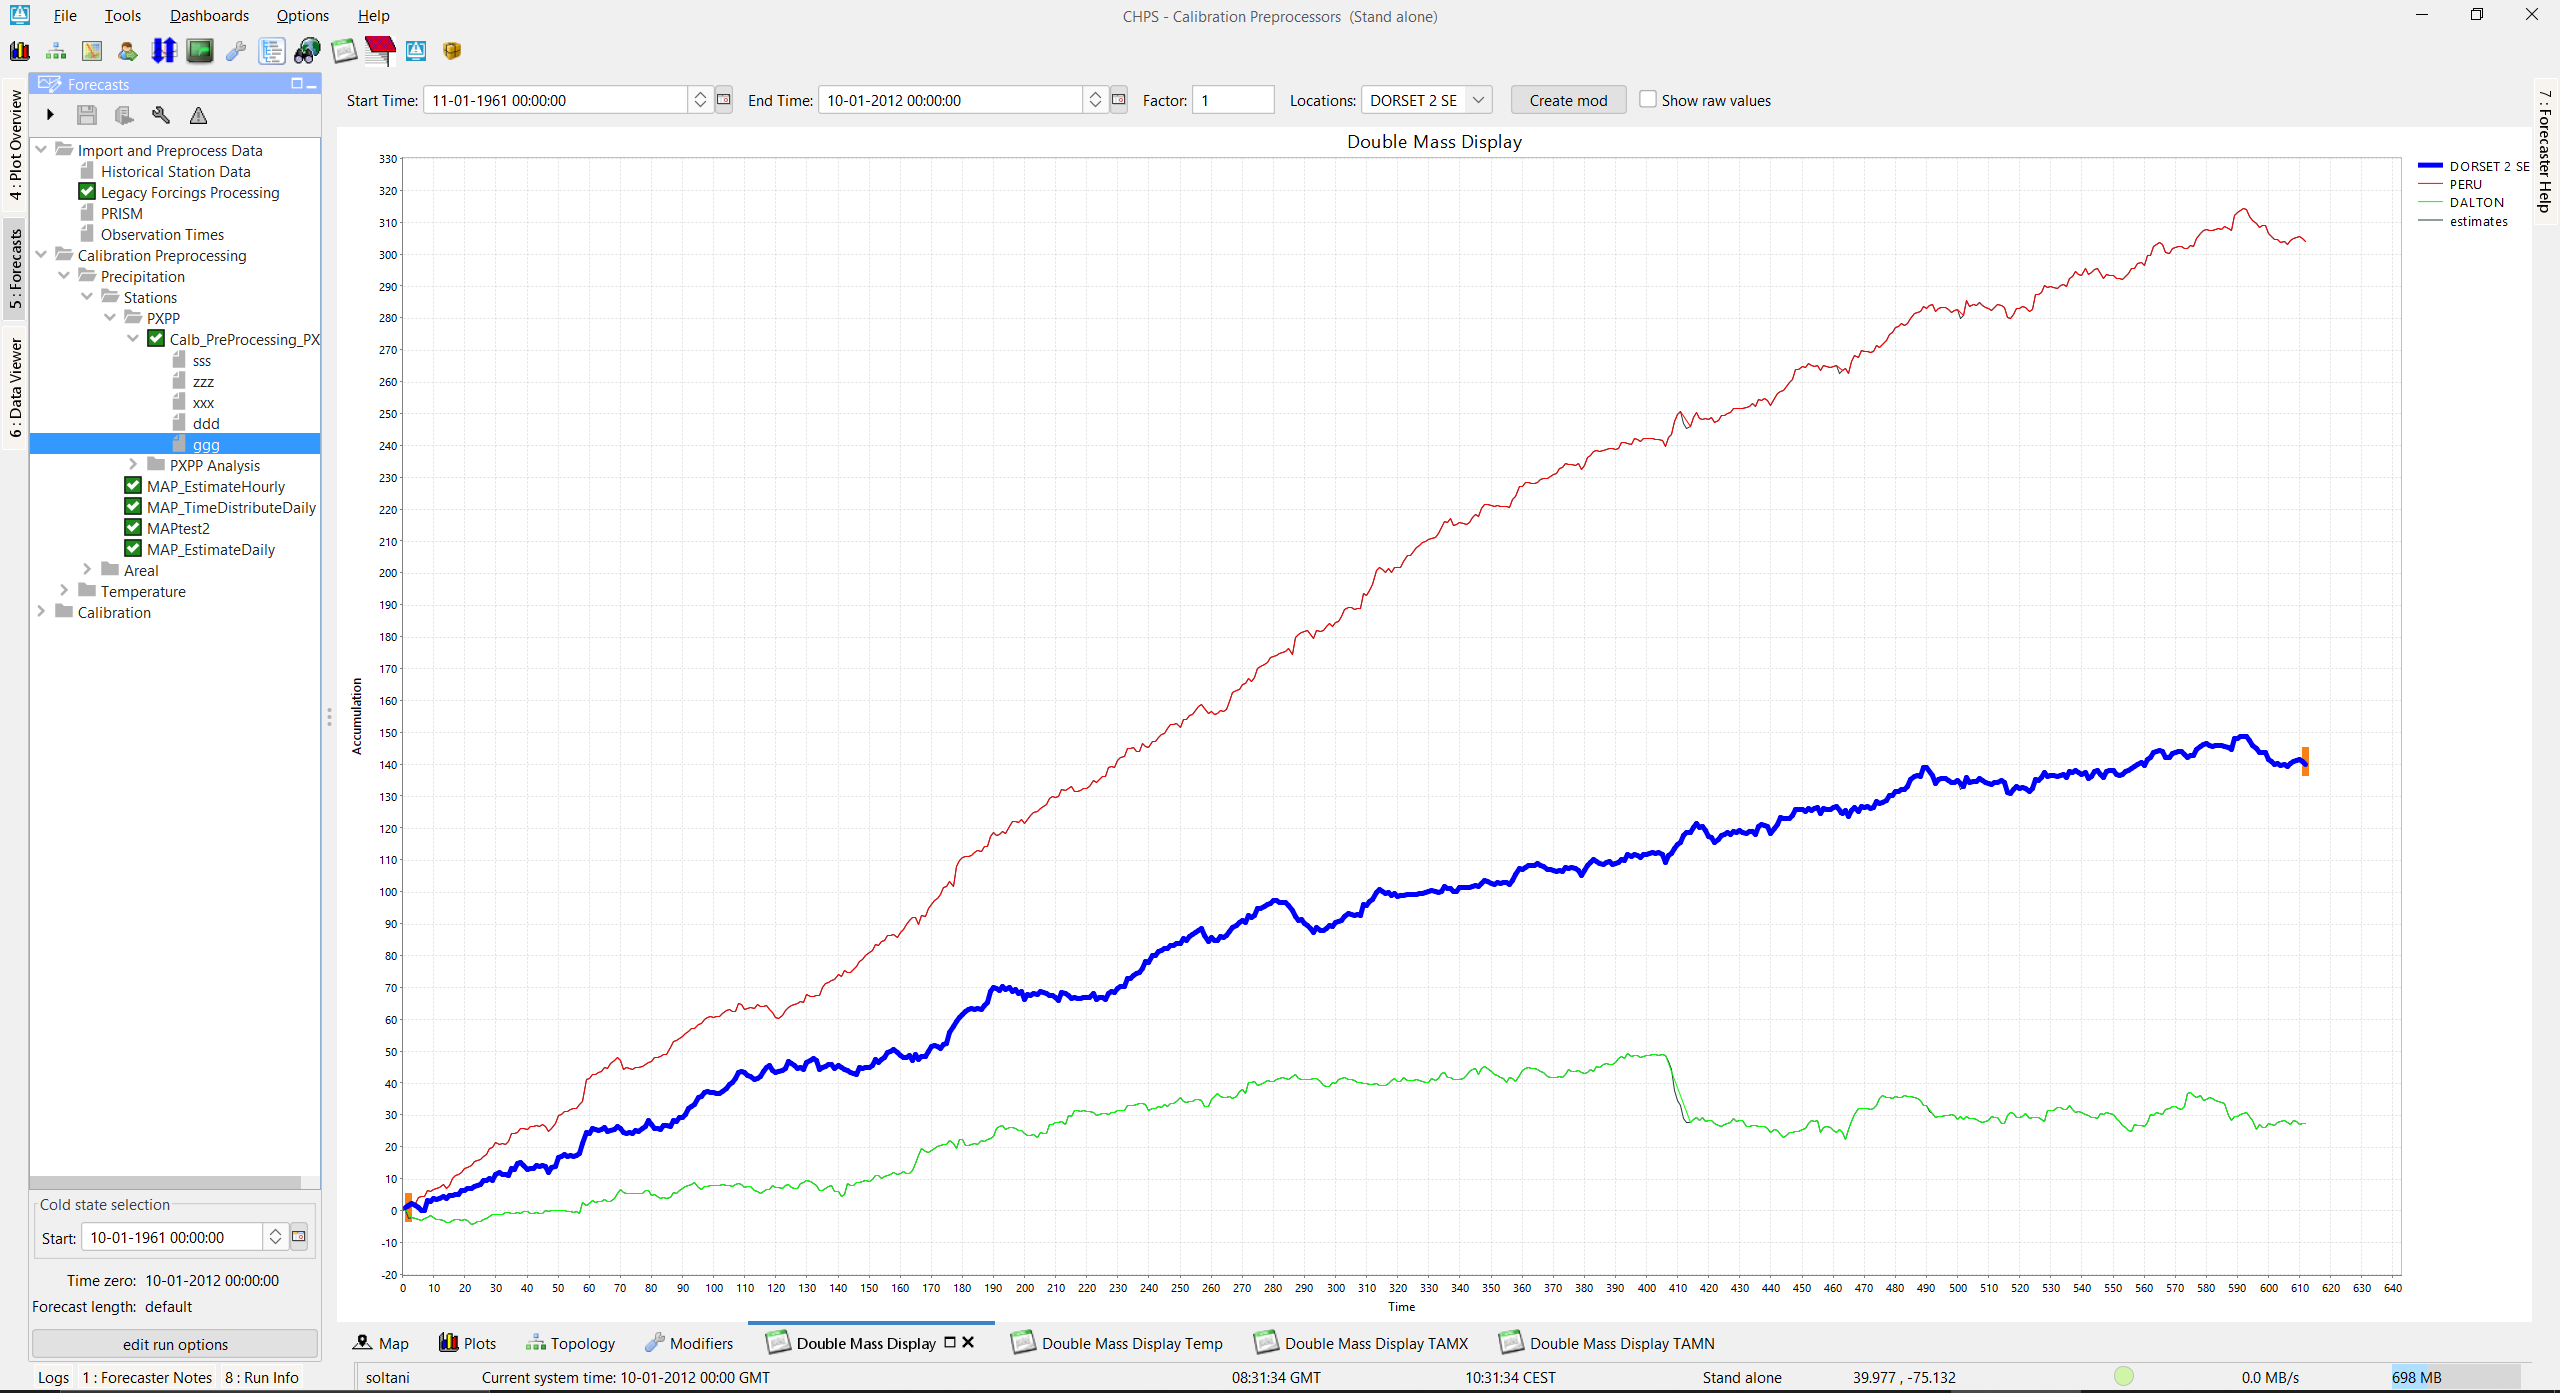 File Tools Dashboards Options Help
CHPS - Calibration Preprocessors (Stand alone)
Forecasts
4 : Plot Overview
5 : Forecasts
6 : Data Viewer
Import and Preprocess Data
Historical Station Data
Legacy Forcings Processing
PRISM
Observation Times
Calibration Preprocessing
Precipitation
Stations
PXPP
Calb_PreProcessing_PX
sss
zzz
xxx
ddd
ggg
PXPP Analysis
MAP_EstimateHourly
MAP_TimeDistributeDaily
MAPtest2
MAP_EstimateDaily
Areal
Temperature
Calibration
Cold state selection
Start: 10-01-1961 00:00:00
Time zero: 10-01-2012 00:00:00
Forecast length: default
edit run options
Start Time: 11-01-1961 00:00:00 End Time: 10-01-2012 00:00:00 Factor: 1 Locations: DORSET 2 SE Create mod Show raw values
Double Mass Display
DORSET 2 SE
PERU
DALTON
estimates
7 : Forecaster Help
330
320
310
300
290
280
270
260
250
240
230
220
210
200
190
180
170
160
150
140
130
120
110
100
90
80
70
60
50
40
30
20
10
0
-10
-20
Accumulation
0 10 20 30 40 50 60 70 80 90 100 110 120 130 140 150 160 170 180 190 200 210 220 230 240 250 260 270 280 290 300 310 320 330 340 350 360 370 380 390 400 410 420 430 440 450 460 470 480 490 500 510 520 530 540 550 560 570 580 590 600 610 620 630 640
Time
Map Plots Topology Modifiers Double Mass Display Double Mass Display Temp Double Mass Display TAMX Double Mass Display TAMN
Logs 1 : Forecaster Notes 8 : Run Info soltani Current system time: 10-01-2012 00:00 GMT 08:31:34 GMT 10:31:34 CEST Stand alone 39.977 , -75.132 0.0 MB/s 698 MB